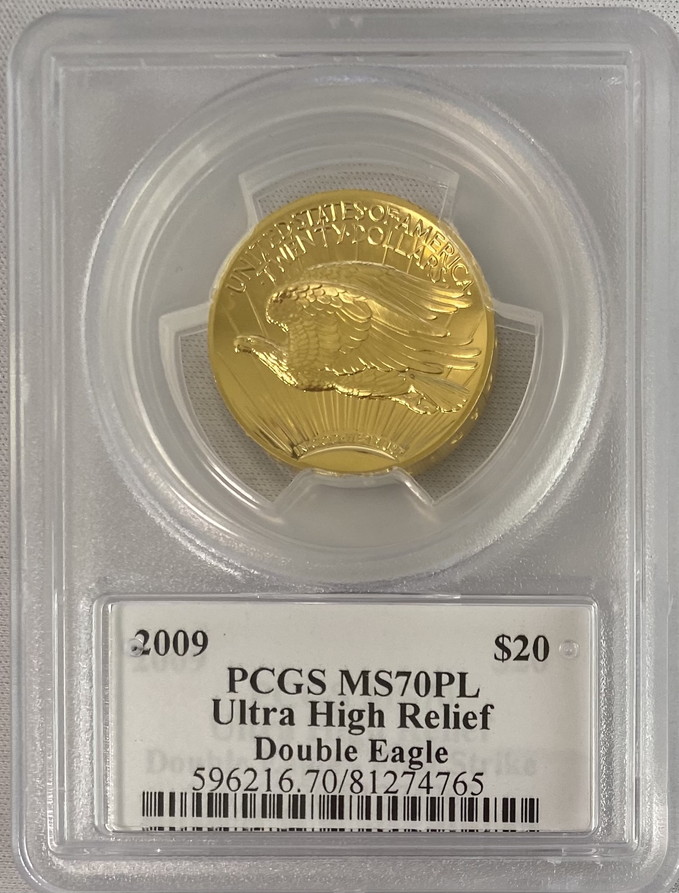 UNITED STATES OF AMERICA
TWENTY DOLLARS
2009 $20
PCGS MS70PL
Ultra High Relief
Double Eagle
596216.70/81274765